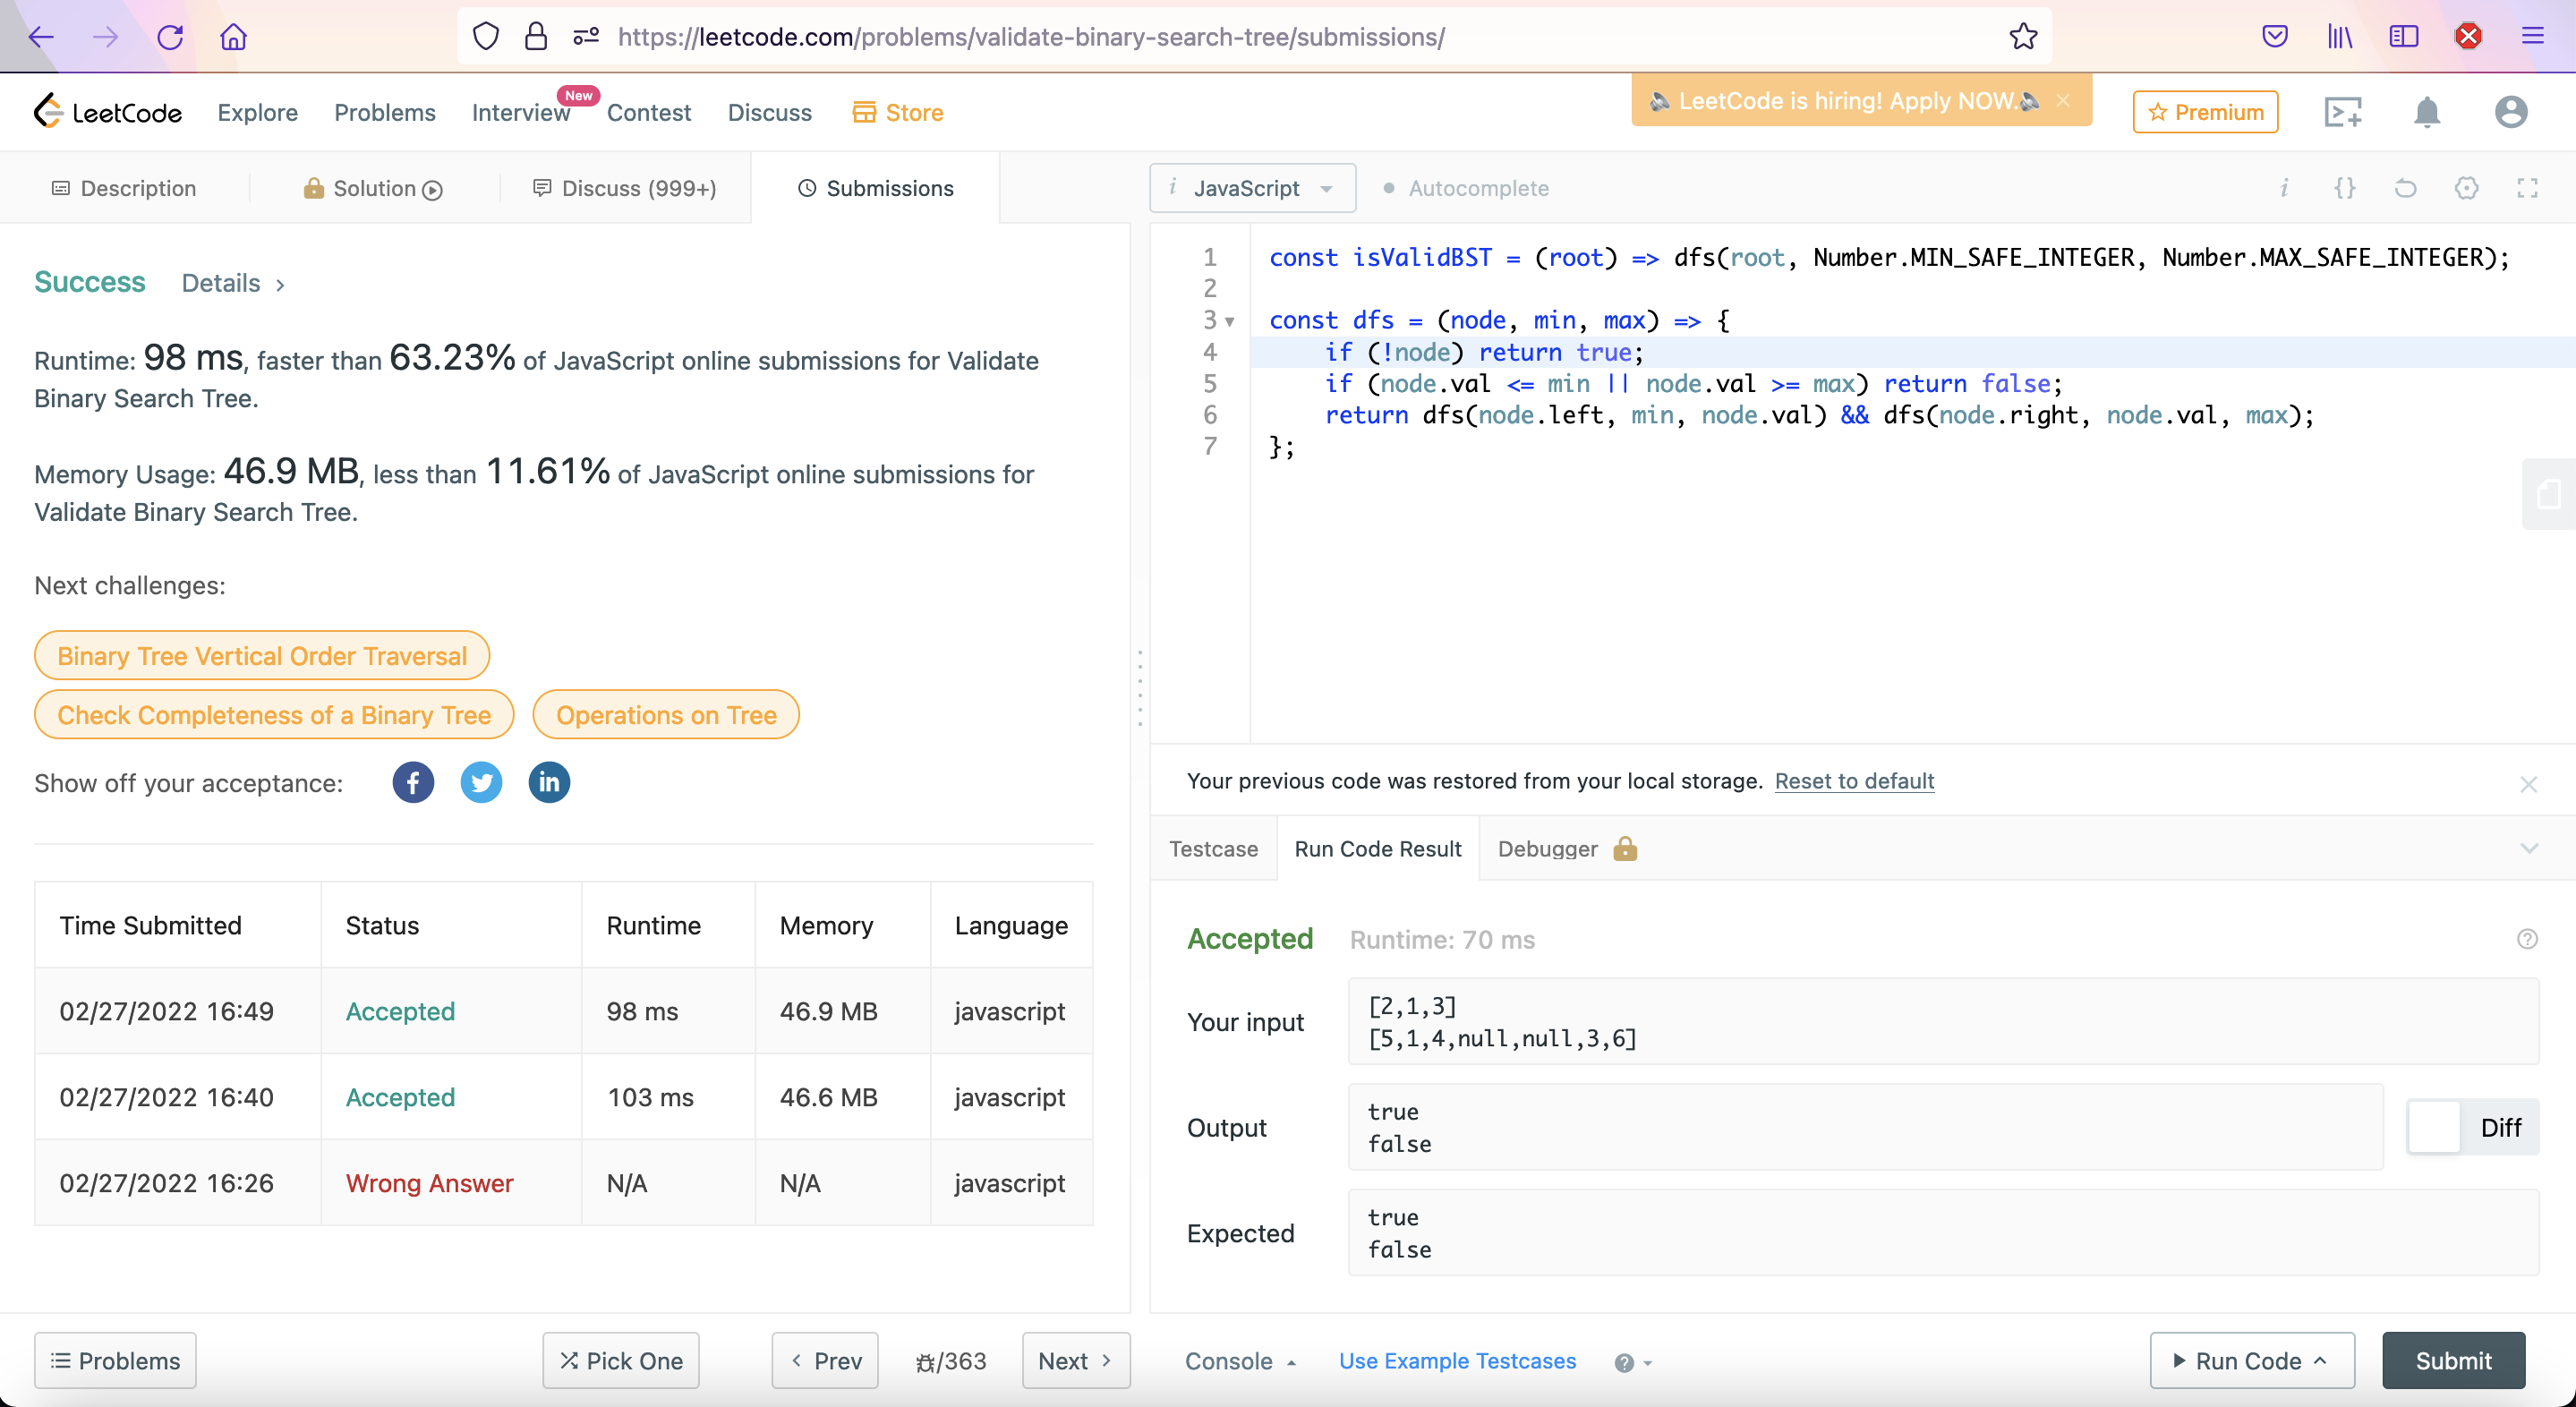 https://leetcode.com/problems/validate-binary-search-tree/submissions/
LeetCode
Explore
Problems
Interview
New
Contest
Discuss
Store
LeetCode is hiring! Apply NOW.
Premium
Description
Solution
Discuss (999+)
Submissions
i JavaScript
Autocomplete
i {}
Success Details
Runtime: 98 ms, faster than 63.23% of JavaScript online submissions for Validate
Binary Search Tree.
Memory Usage: 46.9 MB, less than 11.61% of JavaScript online submissions for
Validate Binary Search Tree.
Next challenges:
Binary Tree Vertical Order Traversal
Check Completeness of a Binary Tree
Operations on Tree
Show off your acceptance:
Time Submitted Status Runtime Memory Language
02/27/2022 16:49 Accepted 98 ms 46.9 MB javascript
02/27/2022 16:40 Accepted 103 ms 46.6 MB javascript
02/27/2022 16:26 Wrong Answer N/A N/A javascript
1 const isValidBST = (root) => dfs(root, Number.MIN_SAFE_INTEGER, Number.MAX_SAFE_INTEGER);
2
3 const dfs = (node, min, max) => {
4 if (!node) return true;
5 if (node.val <= min || node.val >= max) return false;
6 return dfs(node.left, min, node.val) && dfs(node.right, node.val, max);
7 };
Your previous code was restored from your local storage. Reset to default
Testcase
Run Code Result
Debugger
Accepted Runtime: 70 ms
Your input
[2,1,3]
[5,1,4,null,null,3,6]
Output
true
false
Diff
Expected
true
false
Problems
Pick One
Prev
/363
Next
Console
Use Example Testcases
Run Code
Submit